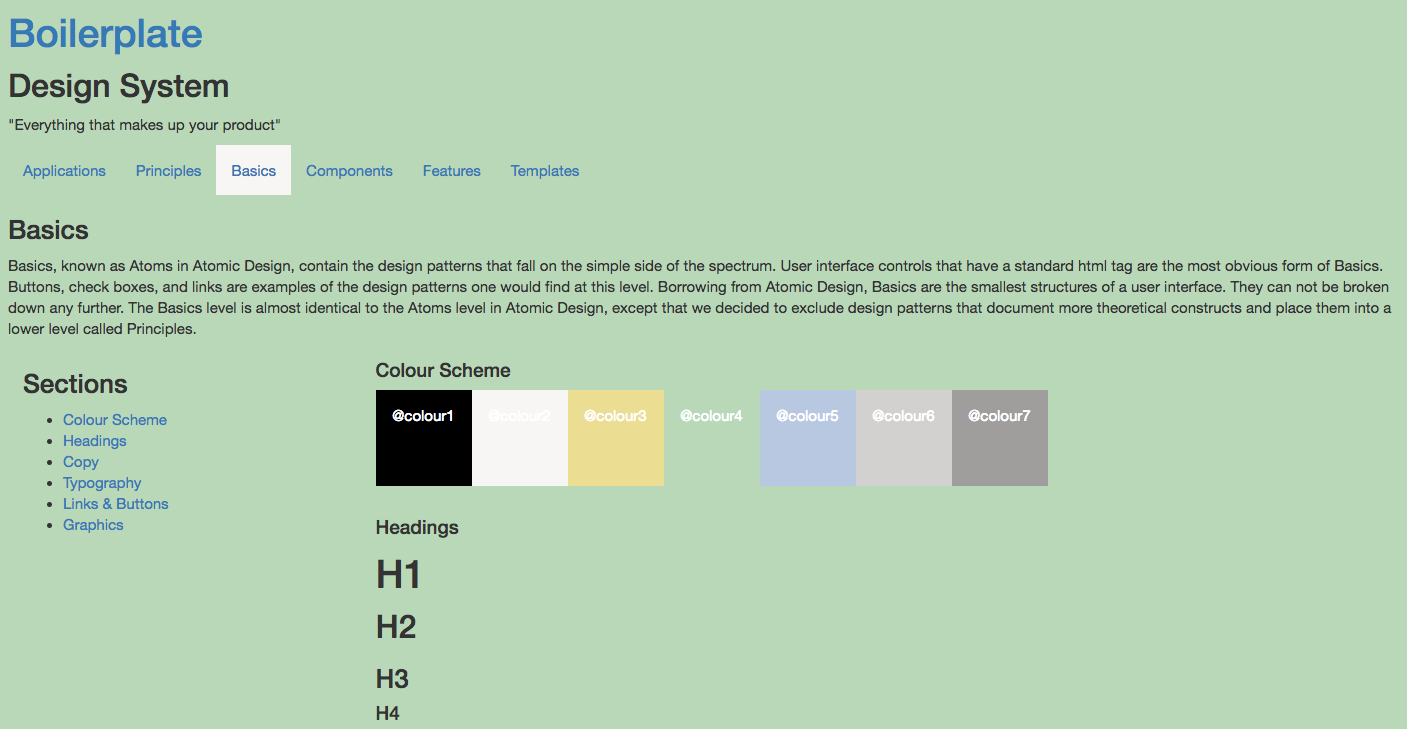 Boilerplate
Design System
"Everything that makes up your product"
Applications Principles Basics Components Features Templates
Basics
Basics, known as Atoms in Atomic Design, contain the design patterns that fall on the simple side of the spectrum. User interface controls that have a standard html tag are the most obvious form of Basics.
Buttons, check boxes, and links are examples of the design patterns one would find at this level. Borrowing from Atomic Design, Basics are the smallest structures of a user interface. They can not be broken
down any further. The Basics level is almost identical to the Atoms level in Atomic Design, except that we decided to exclude design patterns that document more theoretical constructs and place them into a
lower level called Principles.
Sections
Colour Scheme
Headings
Copy
Typography
Links & Buttons
Graphics
Colour Scheme
@colour1 @colour2 @colour3 @colour4 @colour5 @colour6 @colour7
Headings
H1
H2
H3
H4